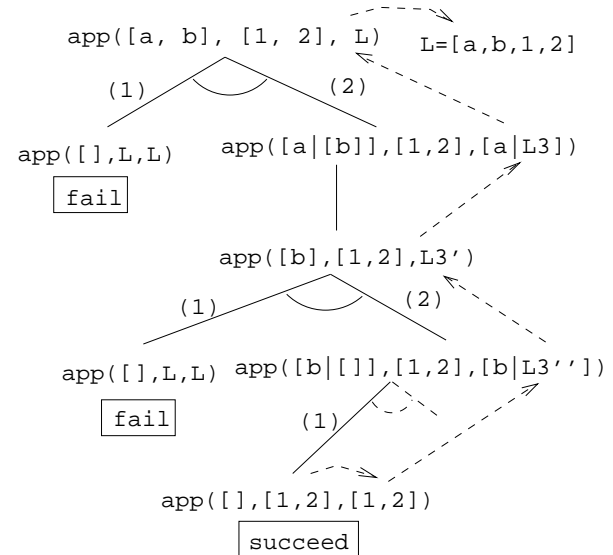 app([a, b], [1, 2], L)
L=[a,b,1,2]
(1)
(2)
app([],L,L)
app([a|[b]],[1,2],[a|L3])
fail
app([b],[1,2],L3')
(1)
(2)
app([],L,L)
app([b|[]],[1,2],[b|L3''])
fail
(1)
app([],[1,2],[1,2])
succeed